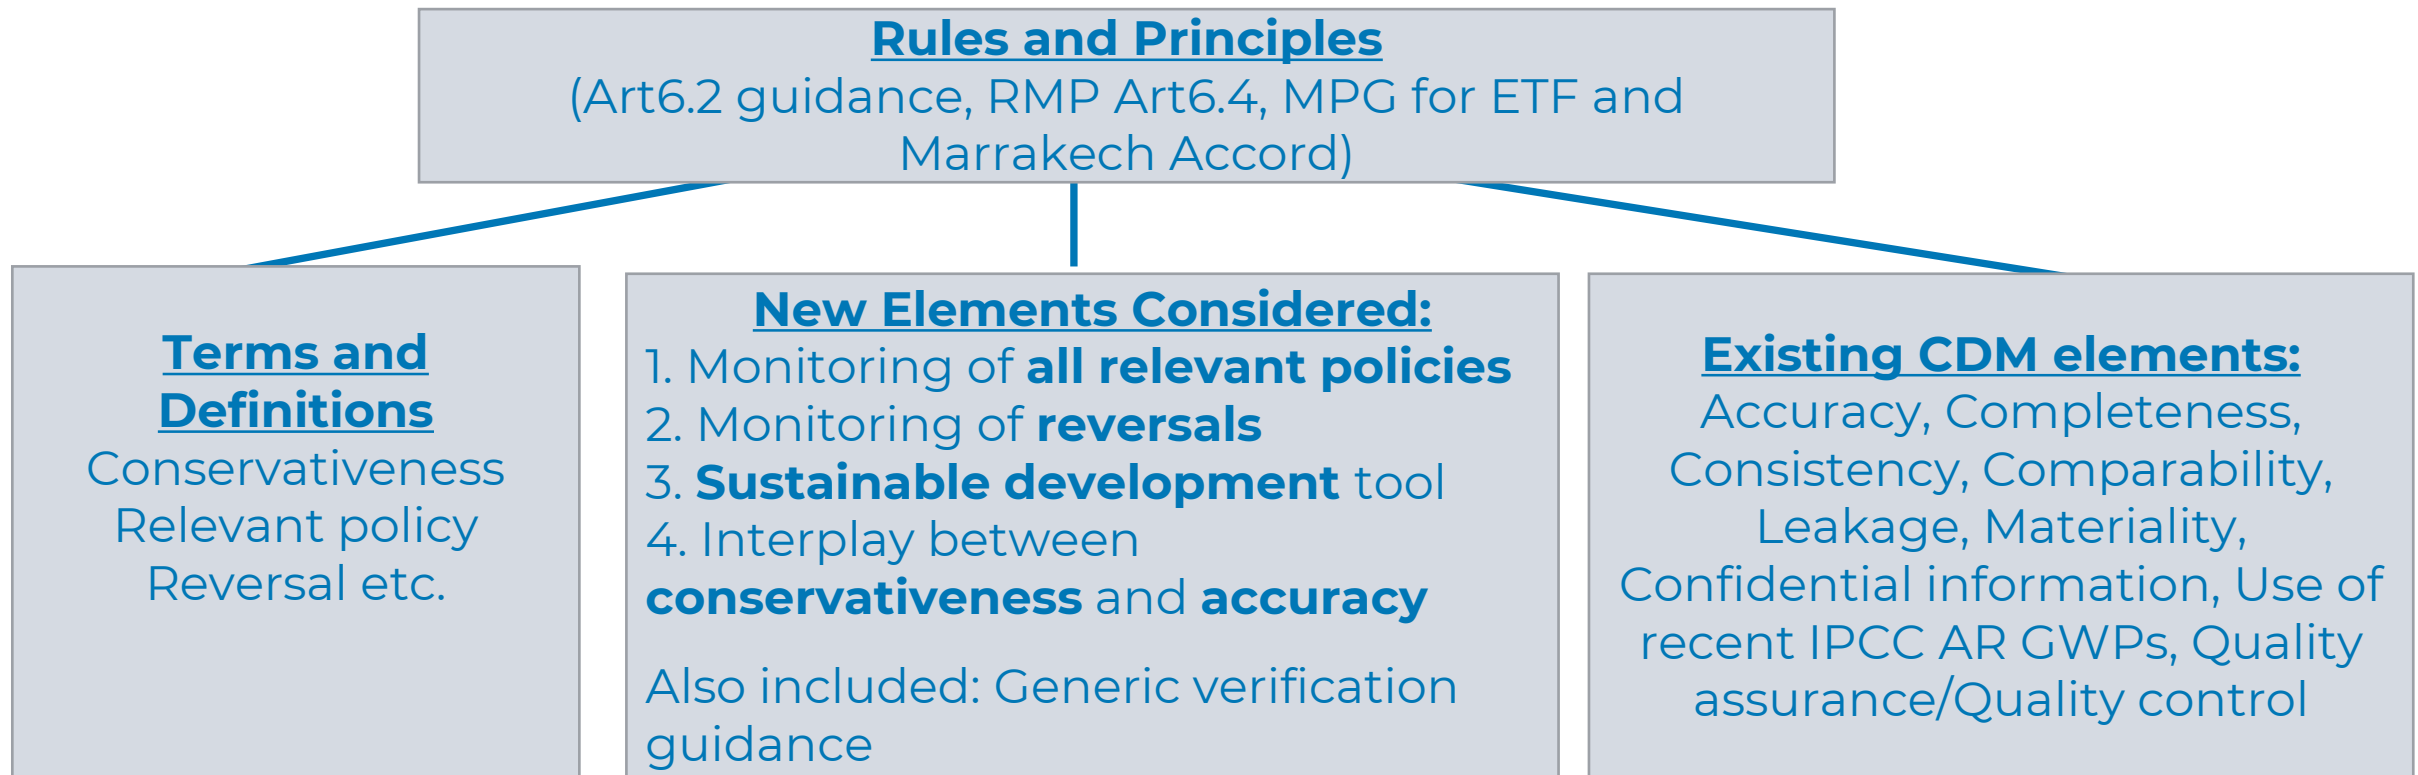 Rules and Principles
(Art6.2 guidance, RMP Art6.4, MPG for ETF and
Marrakech Accord)
Terms and
Definitions
Conservativeness
Relevant policy
Reversal etc.
New Elements Considered:
1. Monitoring of all relevant policies
2. Monitoring of reversals
3. Sustainable development tool
4. Interplay between
conservativeness and accuracy
Also included: Generic verification
guidance
Existing CDM elements:
Accuracy, Completeness,
Consistency, Comparability,
Leakage, Materiality,
Confidential information, Use of
recent IPCC AR GWPs, Quality
assurance/Quality control